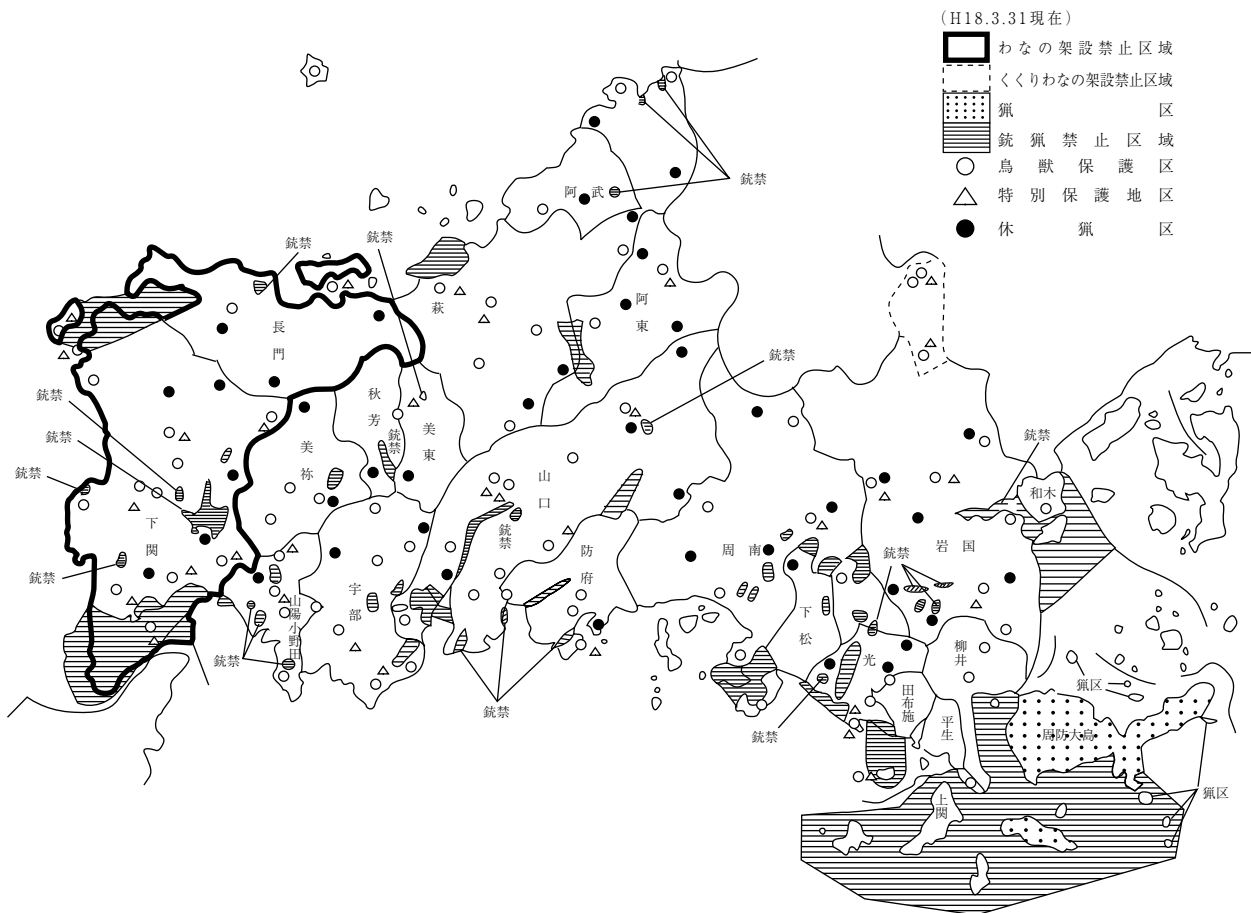 (H18.3.31現在)
わなの架設禁止区域
くくりわなの架設禁止区域
猟区
銃猟禁止区域
鳥獣保護区
特別保護地区
休猟区
銃禁
阿武
銃禁
銃禁
萩
阿東
長門
銃禁
銃禁
秋芳
銃禁
美東
美祢
銃禁
銃禁
銃禁
和木
山口
銃禁
下関
防府
周南
岩国
銃禁
銃禁
宇部
山陽小野田
下松
柳井
光
銃禁
猟区
田布施
銃禁
平生
周防大島
銃禁
上関
猟区